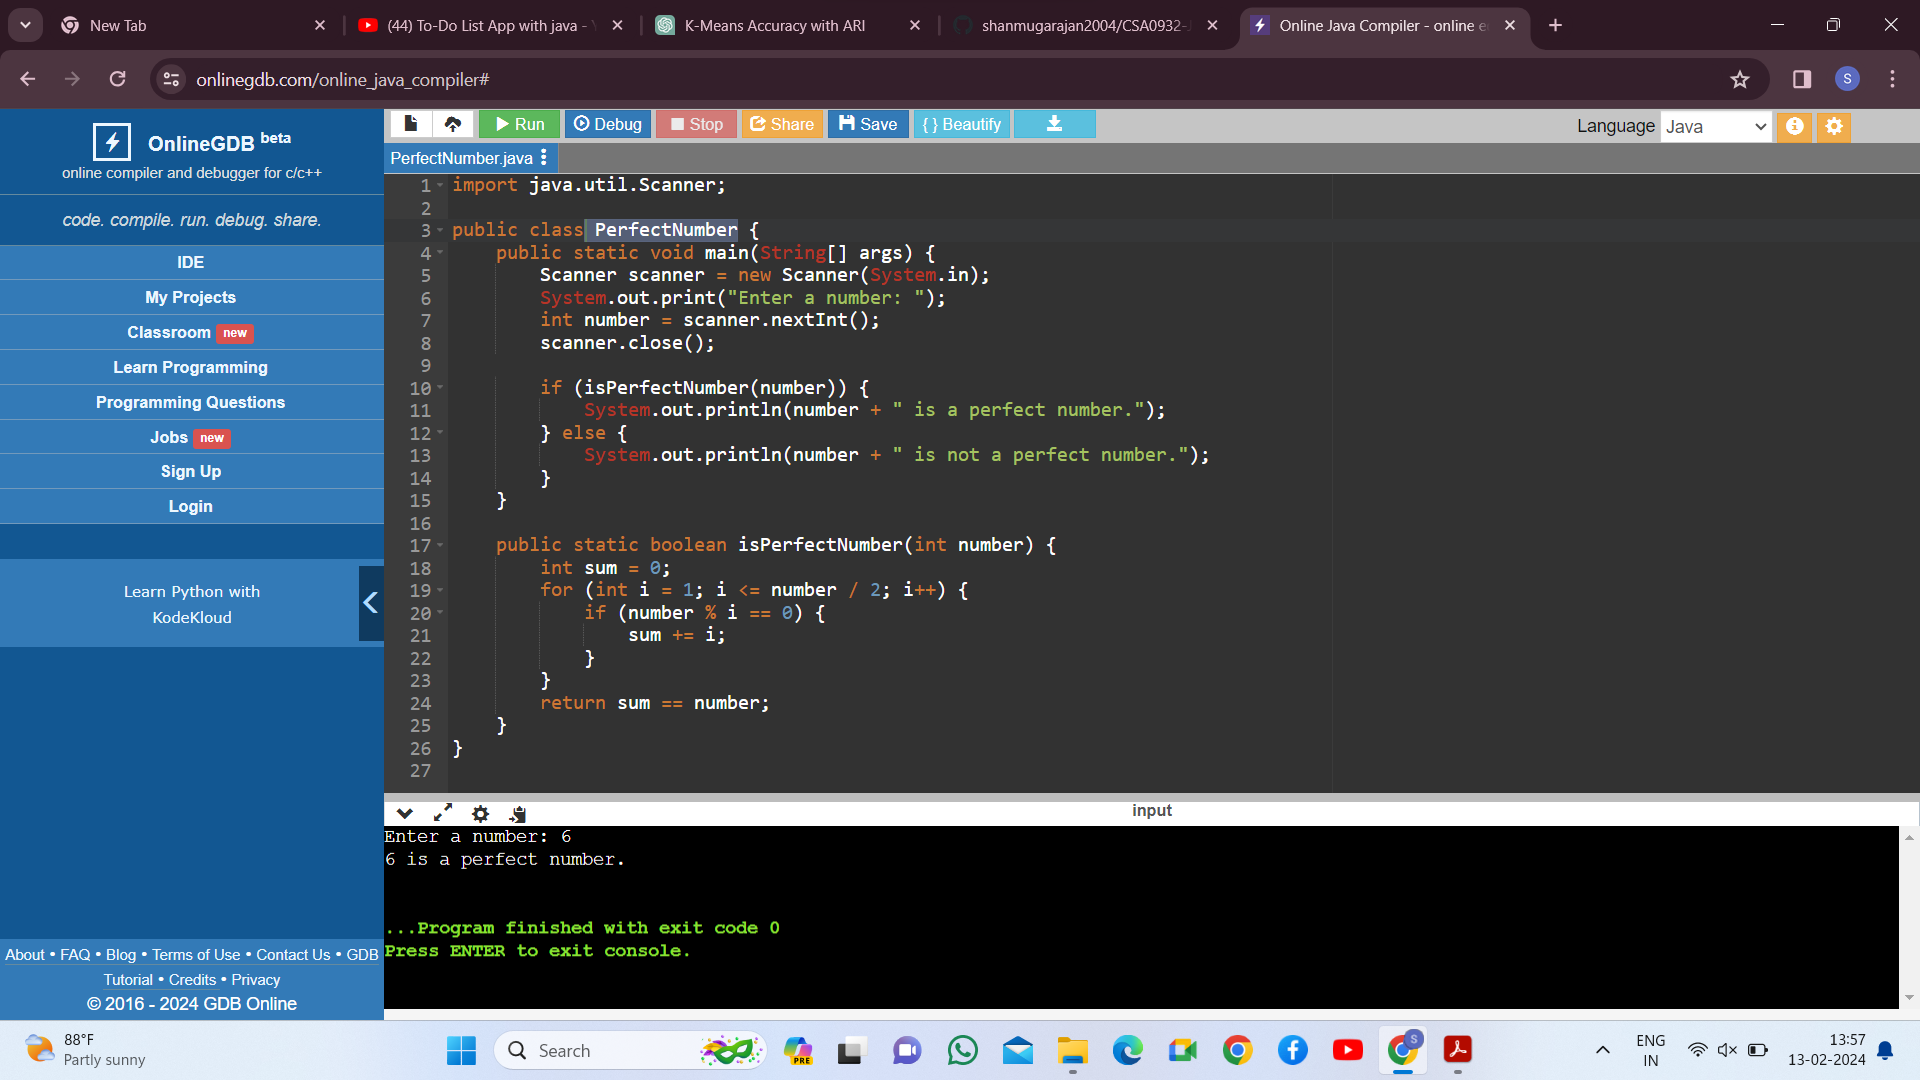 New Tab
(44) To-Do List App with java -
K-Means Accuracy with ARI
shanmugarajan2004/CSA0932-
Online Java Compiler - online e
onlinegdb.com/online_java_compiler#
S
OnlineGDB beta
online compiler and debugger for c/c++
code. compile. run. debug. share.
IDE
My Projects
Classroom new
Learn Programming
Programming Questions
Jobs new
Sign Up
Login
Learn Python with
KodeKloud
About • FAQ • Blog • Terms of Use • Contact Us • GDB
Tutorial • Credits • Privacy
© 2016 - 2024 GDB Online
Run Debug Stop Share Save { } Beautify
Language Java
PerfectNumber.java
1 import java.util.Scanner;
2
3 public class PerfectNumber {
4     public static void main(String[] args) {
5         Scanner scanner = new Scanner(System.in);
6         System.out.print("Enter a number: ");
7         int number = scanner.nextInt();
8         scanner.close();
9
10         if (isPerfectNumber(number)) {
11             System.out.println(number + " is a perfect number.");
12         } else {
13             System.out.println(number + " is not a perfect number.");
14         }
15     }
16
17     public static boolean isPerfectNumber(int number) {
18         int sum = 0;
19         for (int i = 1; i <= number / 2; i++) {
20             if (number % i == 0) {
21                 sum += i;
22             }
23         }
24         return sum == number;
25     }
26 }
27
input
Enter a number: 6
6 is a perfect number.
...Program finished with exit code 0
Press ENTER to exit console.
88°F
Partly sunny
Search
PRE
S
ENG
IN
13:57
13-02-2024